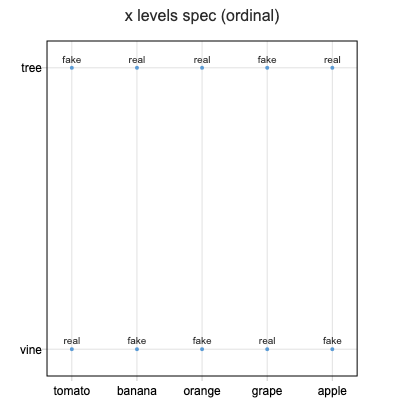 x levels spec (ordinal)
tree
fake real real fake real
vine
real fake fake real fake
tomato banana orange grape apple